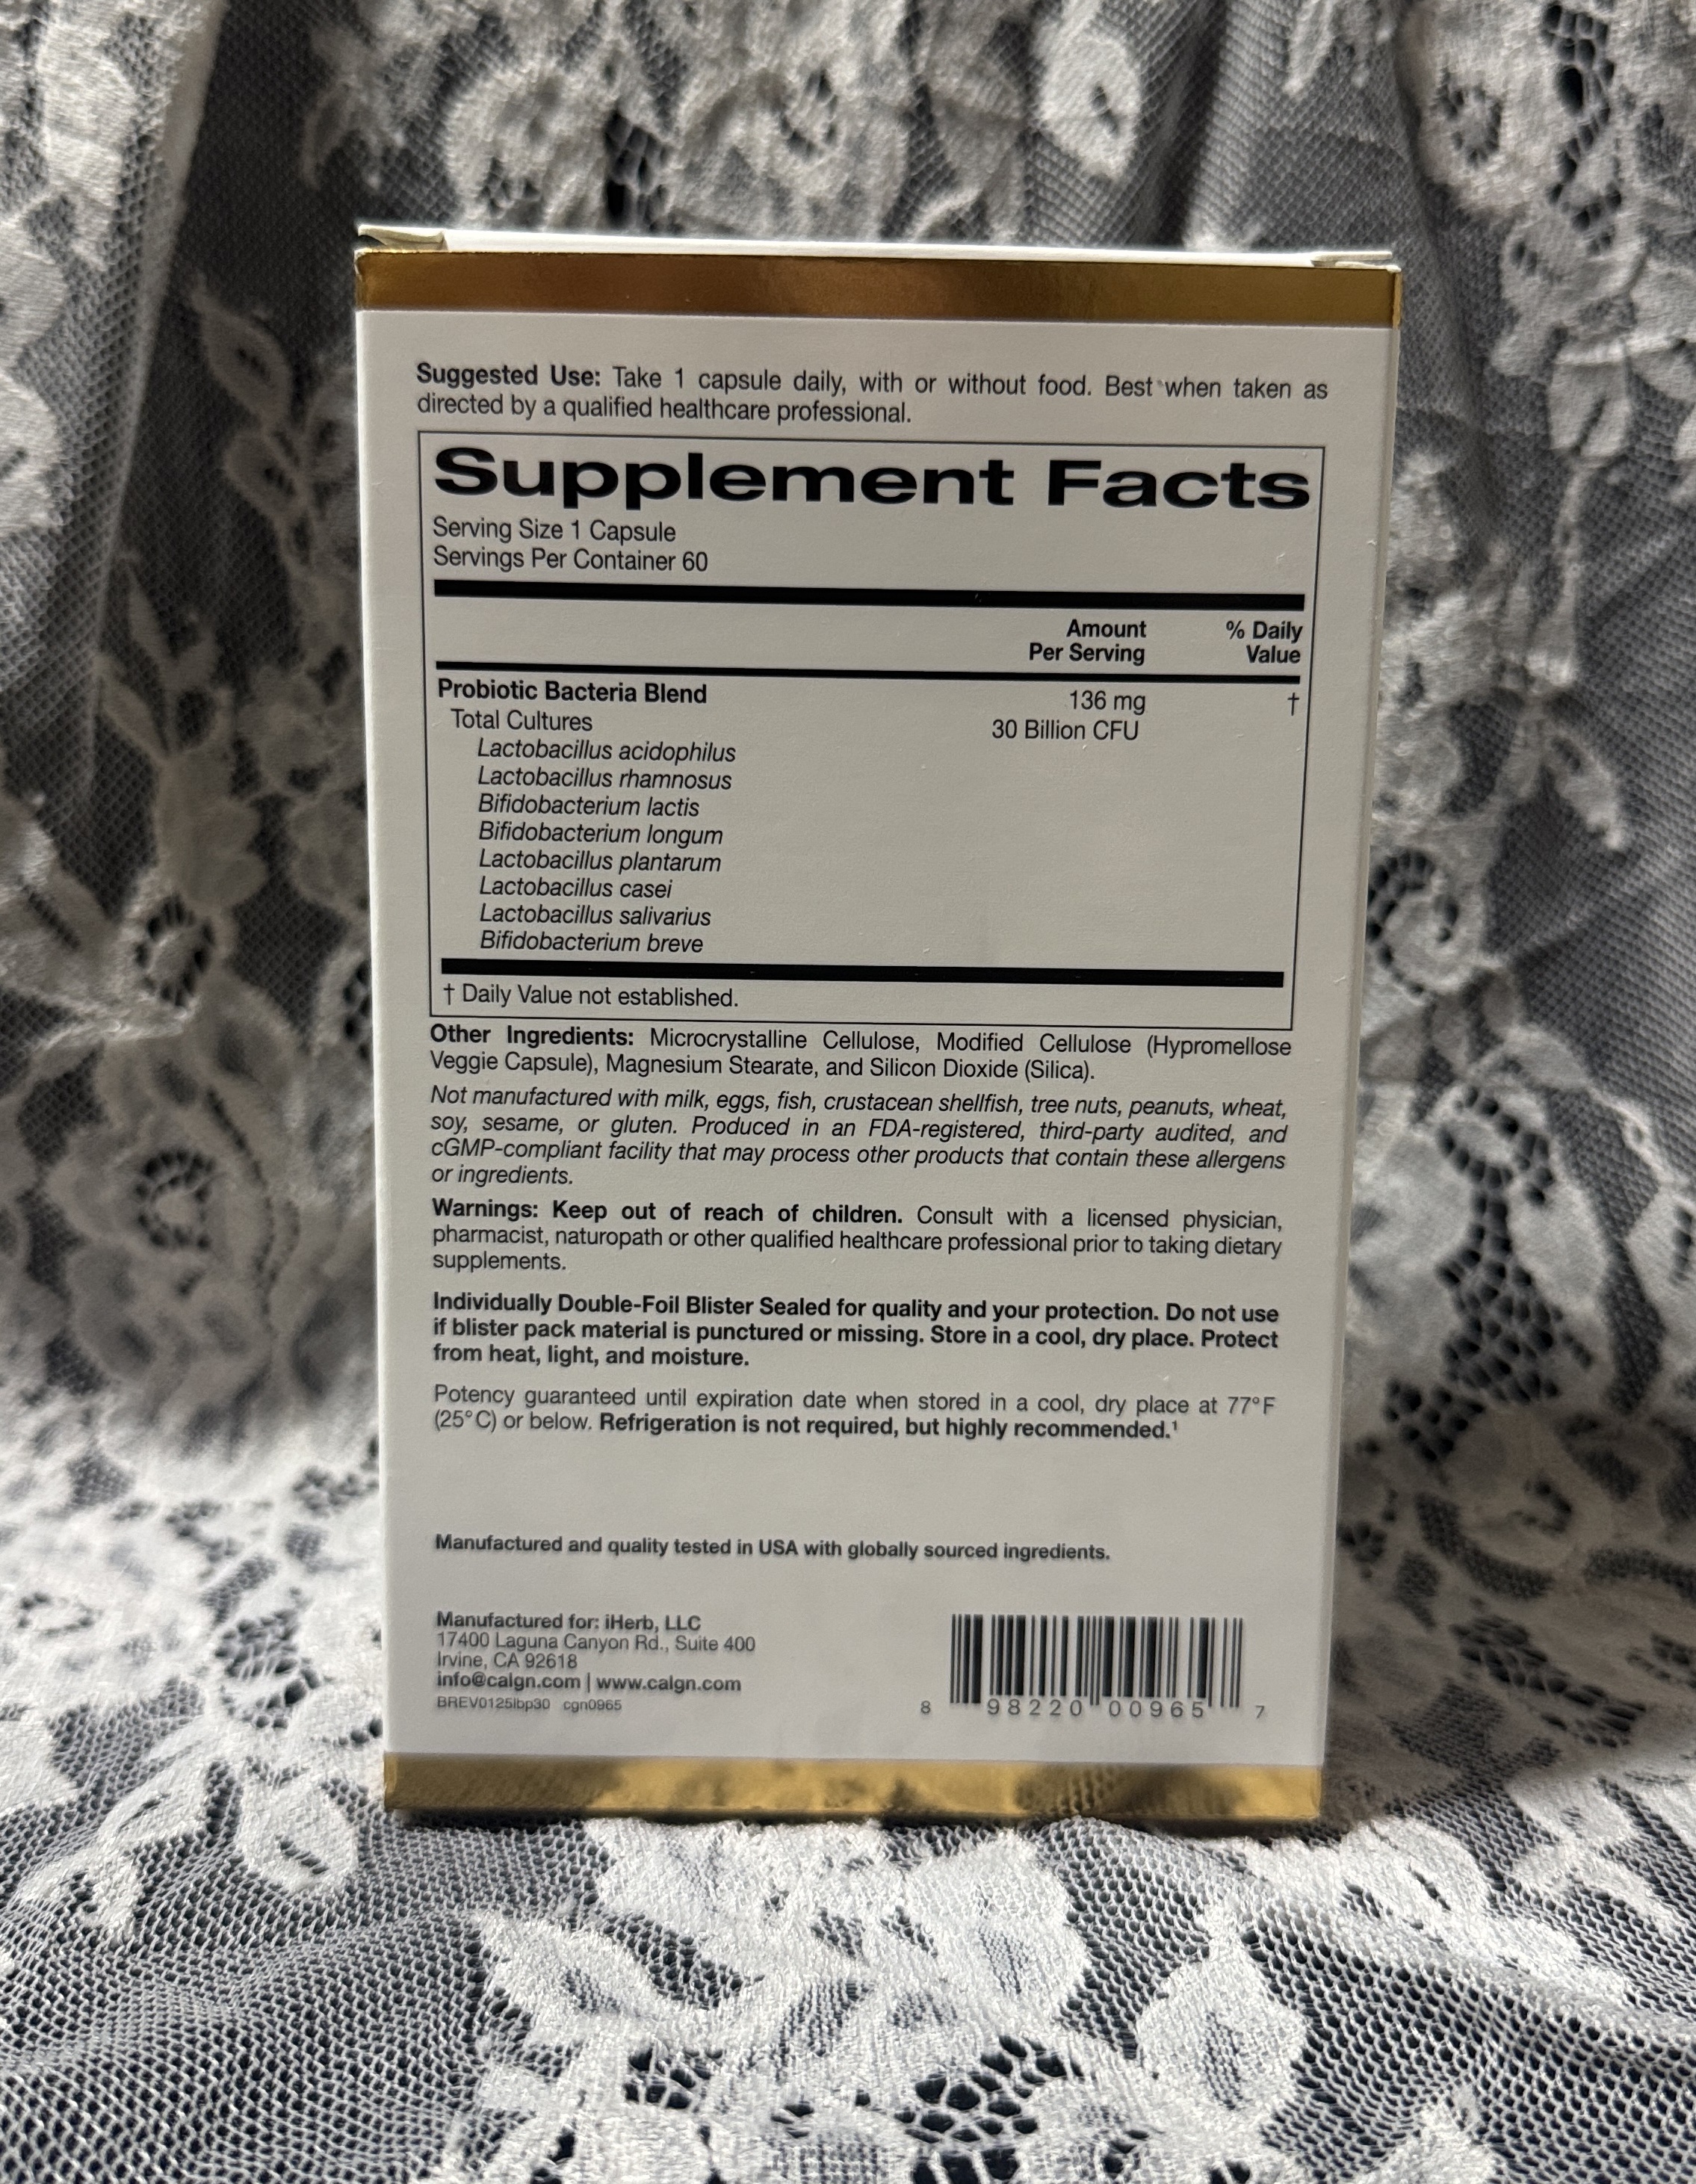 Suggested Use: Take 1 capsule daily, with or without food. Best when taken as
directed by a qualified healthcare professional.
Supplement Facts
Serving Size 1 Capsule
Servings Per Container 60
Amount
Per Serving
% Daily
Value
Probiotic Bacteria Blend 136 mg †
Total Cultures 30 Billion CFU
Lactobacillus acidophilus
Lactobacillus rhamnosus
Bifidobacterium lactis
Bifidobacterium longum
Lactobacillus plantarum
Lactobacillus casei
Lactobacillus salivarius
Bifidobacterium breve
† Daily Value not established.
Other Ingredients: Microcrystalline Cellulose, Modified Cellulose (Hypromellose
Veggie Capsule), Magnesium Stearate, and Silicon Dioxide (Silica).
Not manufactured with milk, eggs, fish, crustacean shellfish, tree nuts, peanuts, wheat,
soy, sesame, or gluten. Produced in an FDA-registered, third-party audited, and
cGMP-compliant facility that may process other products that contain these allergens
or ingredients.
Warnings: Keep out of reach of children. Consult with a licensed physician,
pharmacist, naturopath or other qualified healthcare professional prior to taking dietary
supplements.
Individually Double-Foil Blister Sealed for quality and your protection. Do not use
if blister pack material is punctured or missing. Store in a cool, dry place. Protect
from heat, light, and moisture.
Potency guaranteed until expiration date when stored in a cool, dry place at 77°F
(25°C) or below. Refrigeration is not required, but highly recommended.¹
Manufactured and quality tested in USA with globally sourced ingredients.
Manufactured for: iHerb, LLC
17400 Laguna Canyon Rd., Suite 400
Irvine, CA 92618
info@calgn.com | www.calgn.com
BREV0125lbp30 cgn0965
8 98220 00965 7